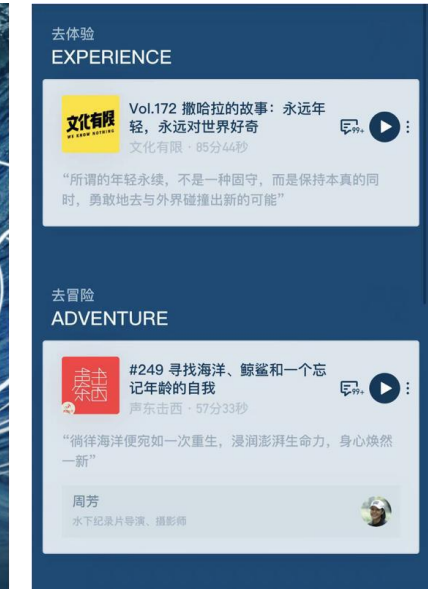 去体验
EXPERIENCE
文化有限
WE KNOW NOTHING
Vol.172 撒哈拉的故事：永远年
轻，永远对世界好奇
99+
文化有限 · 85分44秒
“所谓的年轻永续，不是一种固守，而是保持本真的同
时，勇敢地去与外界碰撞出新的可能”
去冒险
ADVENTURE
#249 寻找海洋、鲸鲨和一个忘
记年龄的自我
99+
声东击西 · 57分33秒
“徜徉海洋便宛如一次重生，浸润澎湃生命力，身心焕然
一新”
周芳
水下纪录片导演、摄影师